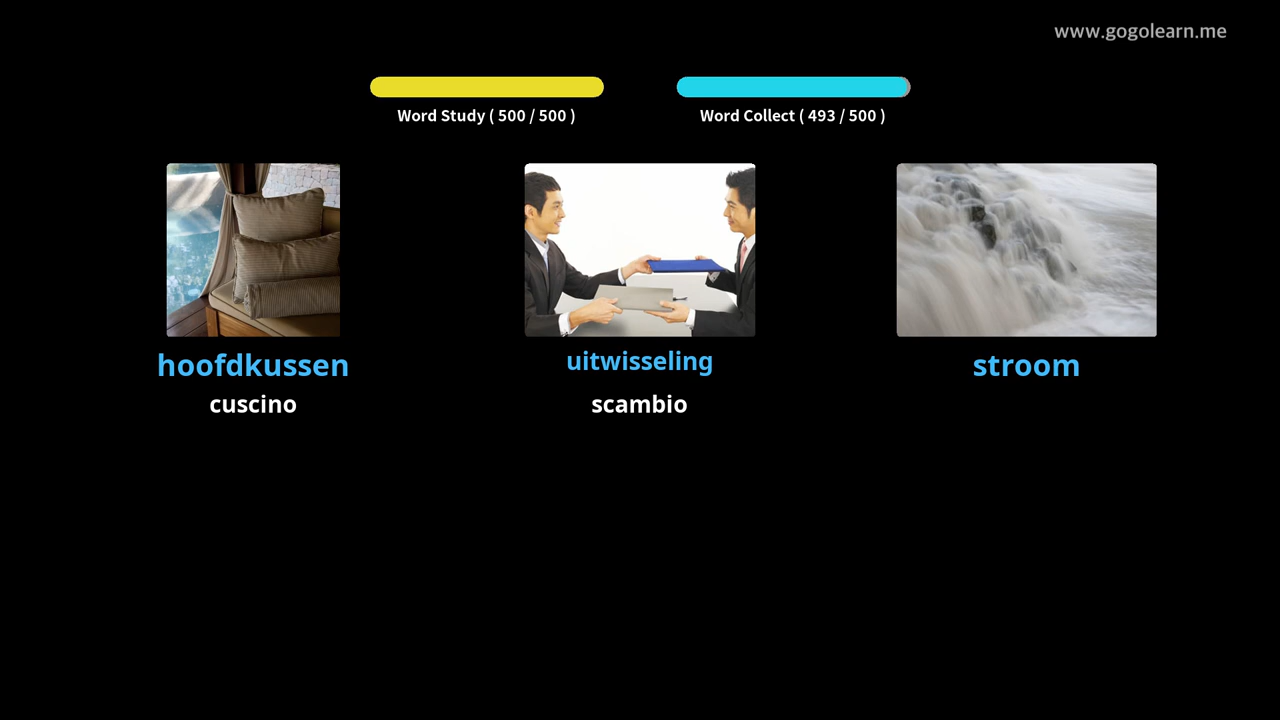 www.gogolearn.me
Word Study ( 500 / 500 )
Word Collect ( 493 / 500 )
hoofdkussen
uitwisseling
stroom
cuscino
scambio